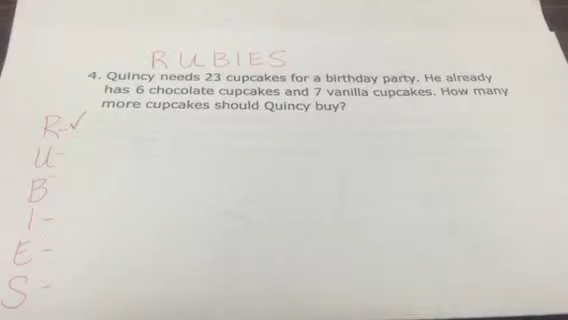 RUBIES
4. Quincy needs 23 cupcakes for a birthday party. He already
has 6 chocolate cupcakes and 7 vanilla cupcakes. How many
more cupcakes should Quincy buy?
R-✓
U-
B-
I-
E-
S-